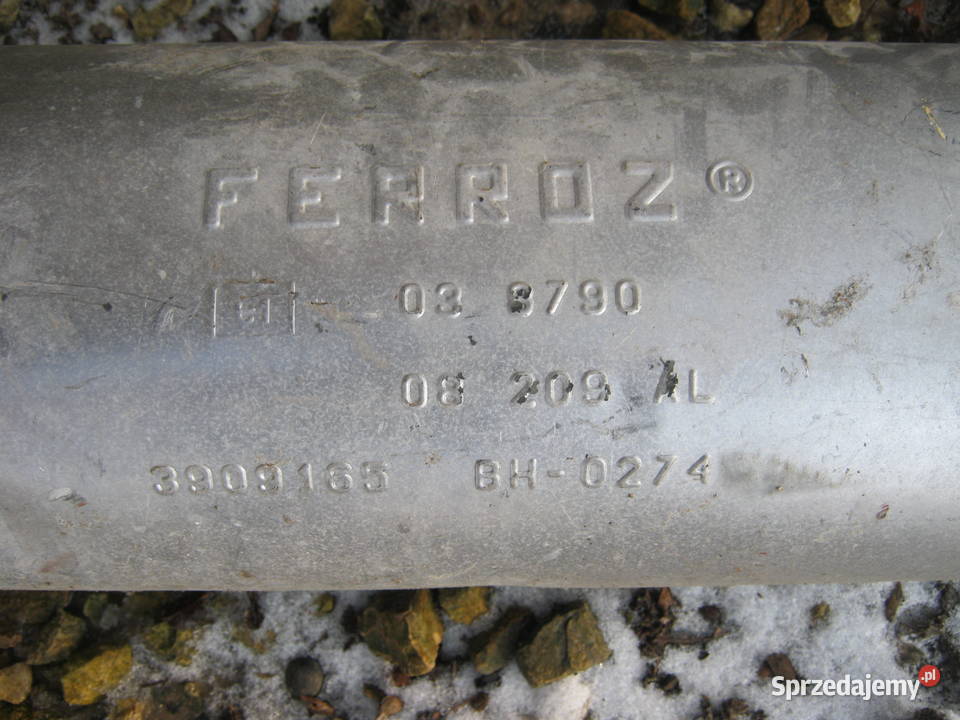 FERROZ®
03 8790
08 209 AL
3909165 BH-0274
Sprzedajemy.pl